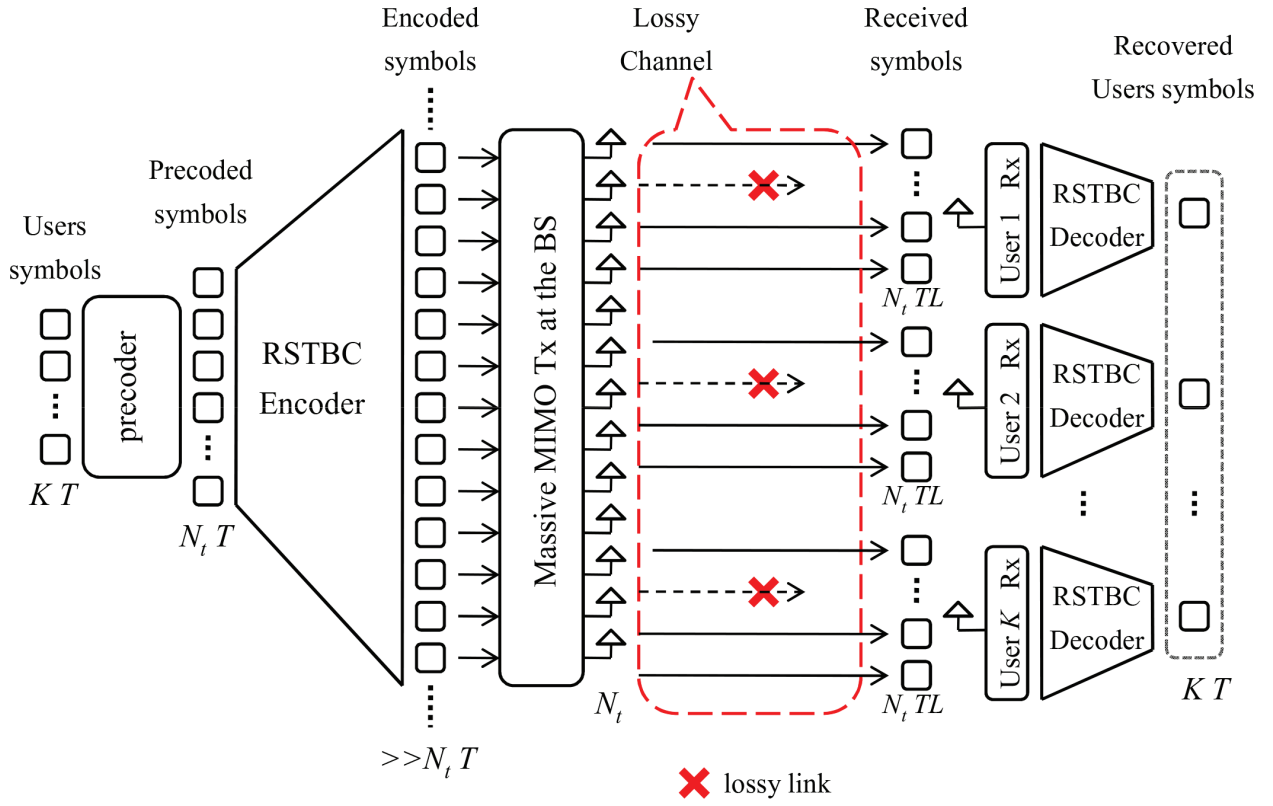 Encoded
symbols
Lossy
Channel
Received
symbols
Recovered
Users symbols
Precoded
symbols
Users
symbols
precoder
RSTBC
Encoder
Massive MIMO Tx at the BS
User 1 Rx
RSTBC
Decoder
N_t TL
User 2 Rx
RSTBC
Decoder
N_t TL
User K Rx
RSTBC
Decoder
N_t TL
K T
N_t T
>>N_t T
N_t
K T
lossy link